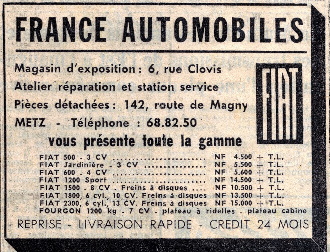 FRANCE AUTOMOBILES
Magasin d'exposition : 6, rue Clovis
Atelier réparation et station service
Pièces détachées : 142, route de Magny
METZ - Téléphone : 68.82.50
FIAT
vous présente toute la gamme
FIAT 500 - 3 CV NF 4.500 + T.L.
FIAT Jardinière - 3 CV NF 5.500 + T.L.
FIAT 600 - 4 CV NF 5.600 + T.L.
FIAT 1200 Sport NF 14.500 + T.L.
FIAT 1500 - 8 CV. Freins à disques NF 10.500 + T.L.
FIAT 1800, 6 cyl, 10 CV. Freins à disques NF 13.500 + T.L.
FIAT 2300, 6 cyl, 13 CV. Freins à disques NF 15.000 + T.L.
FOURGON 1200 kg. - 7 CV - plateau à ridelles - plateau cabine
REPRISE - LIVRAISON RAPIDE - CREDIT 24 MOIS